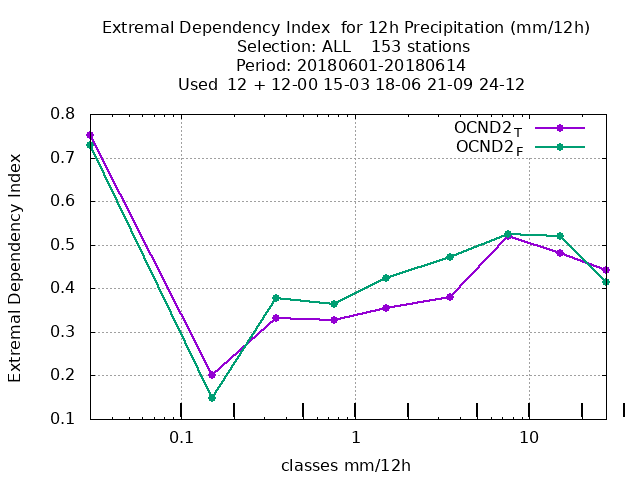 Extremal Dependency Index  for 12h Precipitation (mm/12h)
Selection: ALL    153 stations
Period: 20180601-20180614
Used  12 + 12-00 15-03 18-06 21-09 24-12
OCND2T
OCND2F
Extremal Dependency Index
0.8
0.7
0.6
0.5
0.4
0.3
0.2
0.1
0.1
1
10
classes mm/12h